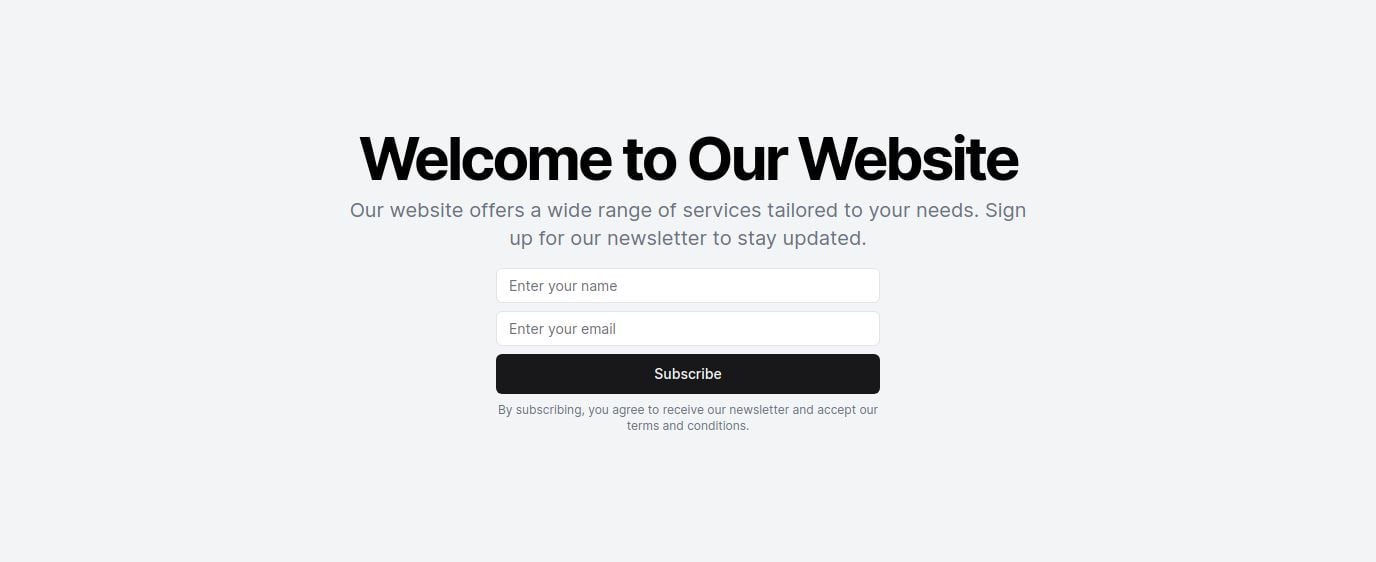 Welcome to Our Website
Our website offers a wide range of services tailored to your needs. Sign
up for our newsletter to stay updated.
Enter your name
Enter your email
Subscribe
By subscribing, you agree to receive our newsletter and accept our
terms and conditions.